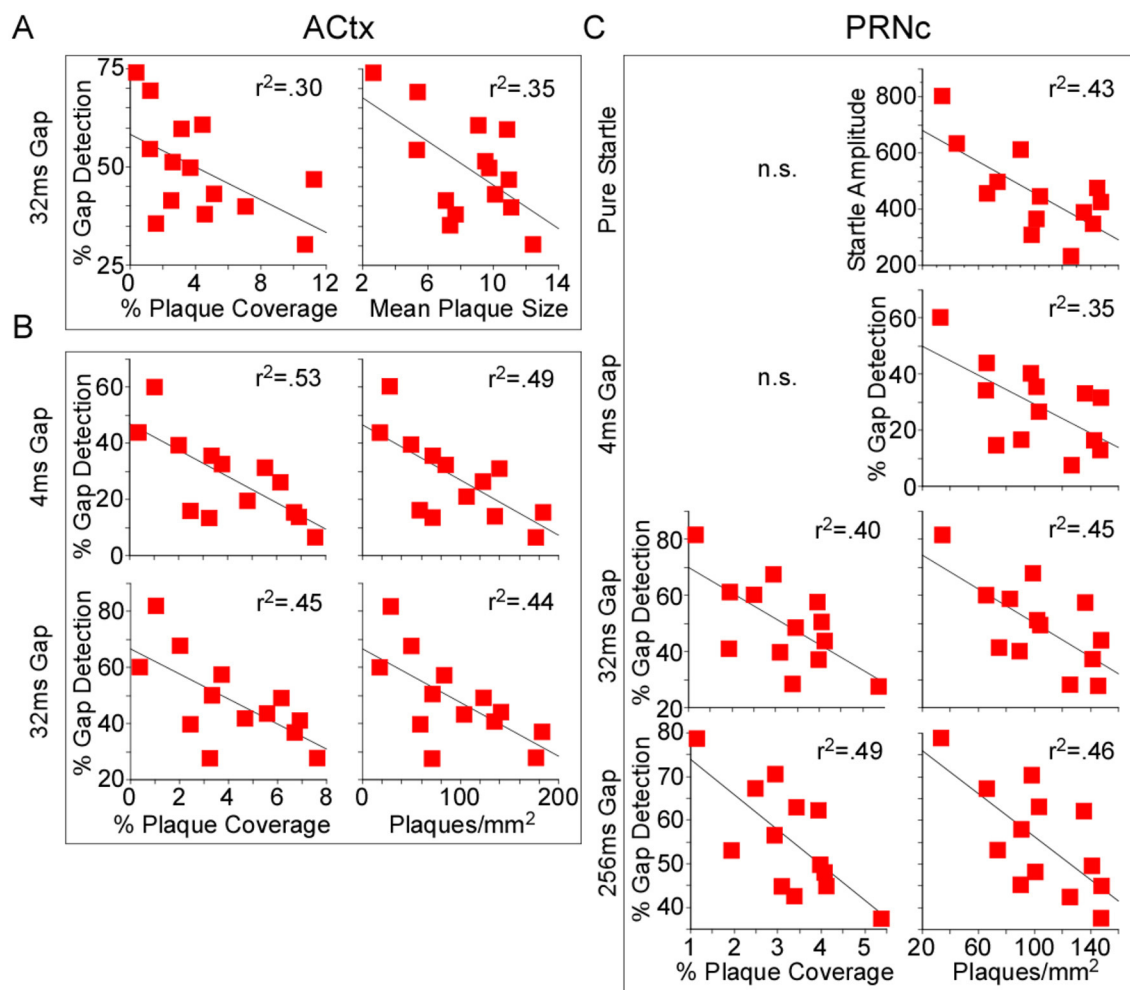 A
ACtx
C
PRNc
32ms Gap
% Gap Detection
75
50
25
r²=.30
r²=.35
0
4
8
12
2
6
10
14
% Plaque Coverage
Mean Plaque Size
B
4ms Gap
% Gap Detection
60
40
20
0
r²=.53
r²=.49
32ms Gap
% Gap Detection
80
60
40
20
r²=.45
r²=.44
0
2
4
6
8
0
100
200
% Plaque Coverage
Plaques/mm²
Pure Startle
n.s.
Startle Amplitude
800
600
400
200
r²=.43
4ms Gap
n.s.
% Gap Detection
60
40
20
0
r²=.35
32ms Gap
% Gap Detection
80
60
40
20
r²=.40
r²=.45
256ms Gap
% Gap Detection
80
70
60
50
40
r²=.49
r²=.46
1
2
3
4
5
20
60
100
140
% Plaque Coverage
Plaques/mm²